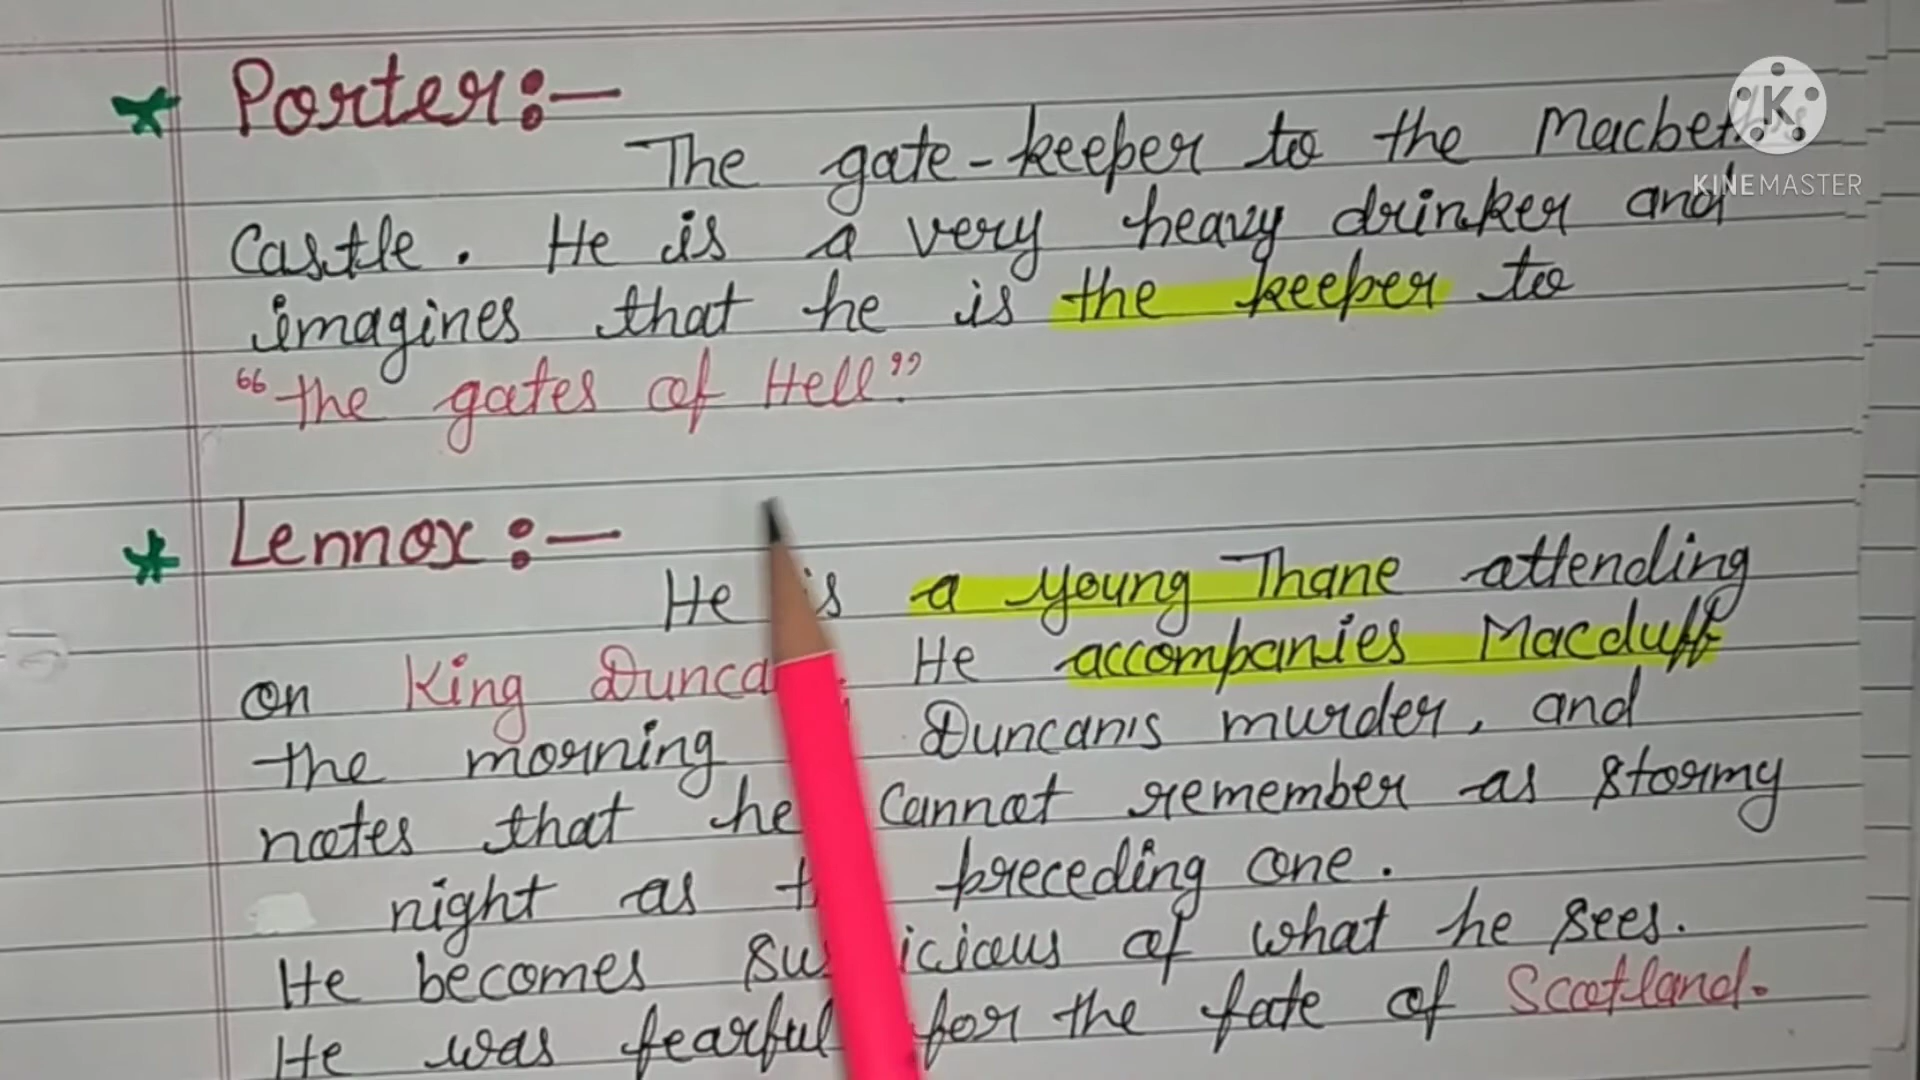 Porter:-
The gate-keeper to the Macbeth's
Castle. He is a very heavy drinker and
imagines that he is the keeper to
"the gates of Hell".
Lennox:-
He is a young Thane attending
on King Duncan. He accompanies Macduff
the morning Duncan's murder, and
notes that he cannot remember as stormy
night as preceding one.
He becomes suspicious of what he sees.
He was fearful for the fate of Scotland.
K
KINEMASTER